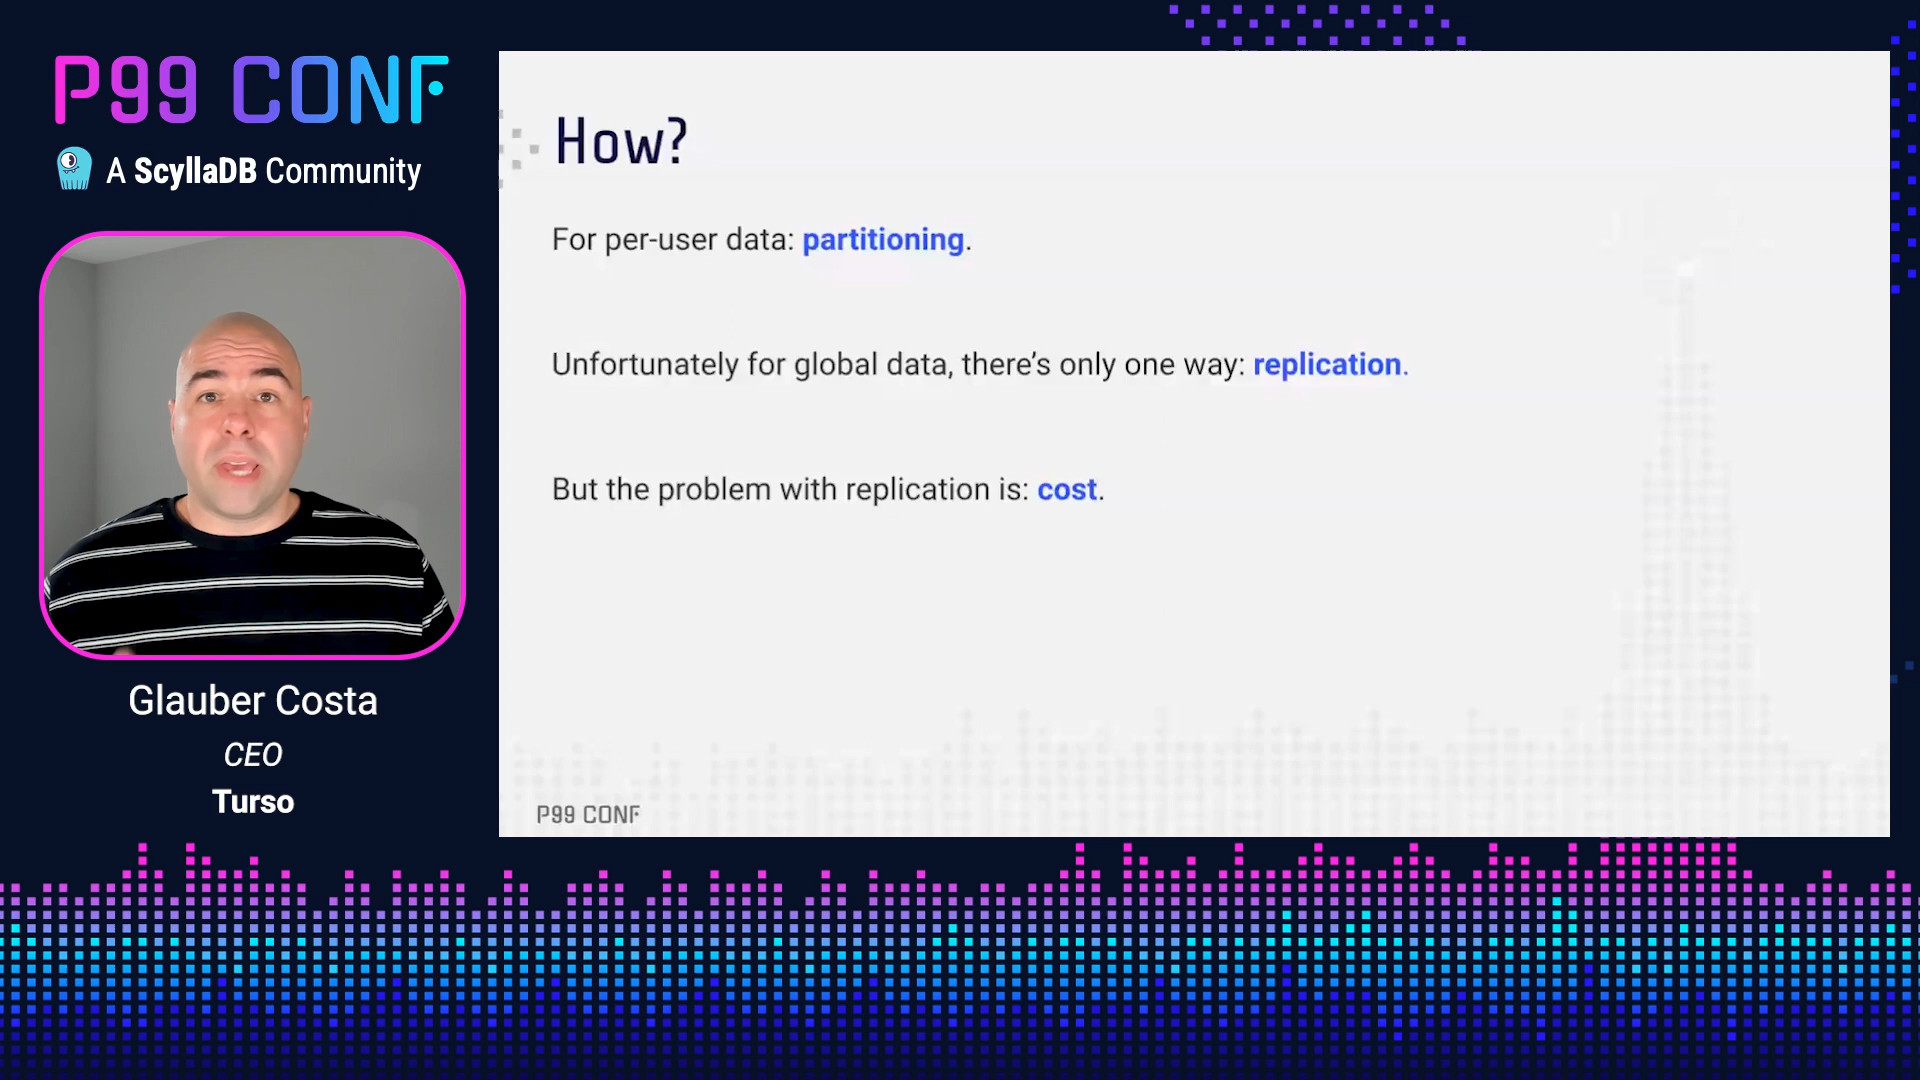 P99 CONF
A ScyllaDB Community
Glauber Costa
CEO
Turso
How?
For per-user data: partitioning.
Unfortunately for global data, there’s only one way: replication.
But the problem with replication is: cost.
P99 CONF